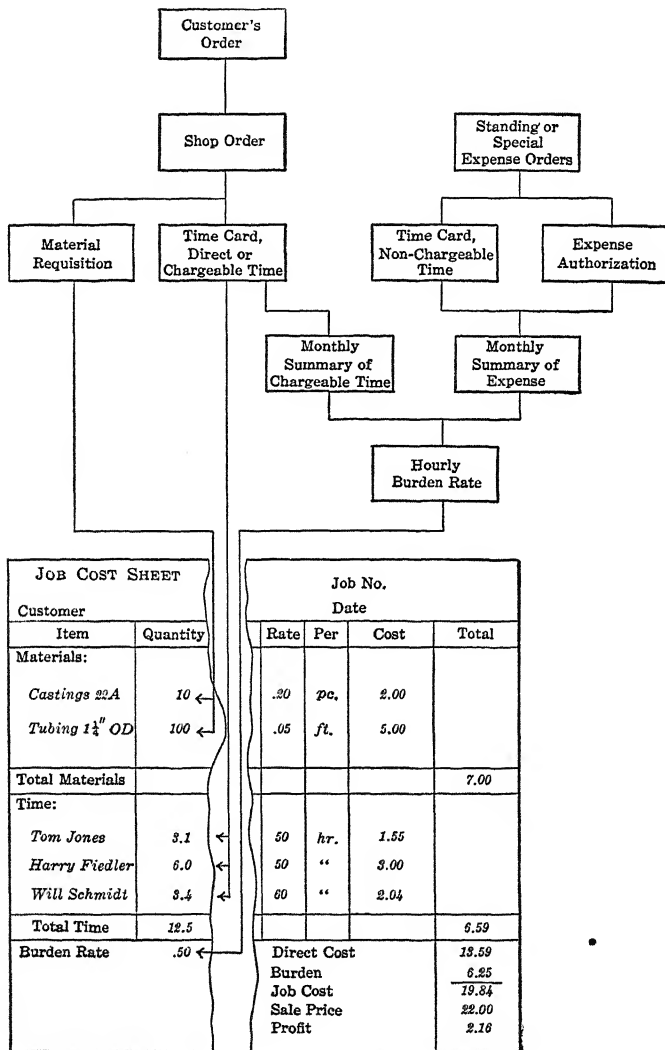 Customer's
Order
Shop Order
Standing or
Special
Expense Orders
Material
Requisition
Time Card,
Direct or
Chargeable Time
Time Card,
Non-Chargeable
Time
Expense
Authorization
Monthly
Summary of
Chargeable Time
Monthly
Summary of
Expense
Hourly
Burden Rate
JOB COST SHEET Job No.
Customer Date
Item Quantity Rate Per Cost Total
Materials:
Castings 22A 10 .20 pc. 2.00
Tubing 1¼" OD 100 .05 ft. 5.00
Total Materials 7.00
Time:
Tom Jones 3.1 50 hr. 1.55
Harry Fiedler 6.0 50 " 3.00
Will Schmidt 3.4 60 " 2.04
Total Time 12.5 6.59
Burden Rate .50 Direct Cost 13.59
Burden 6.25
Job Cost 19.84
Sale Price 22.00
Profit 2.16